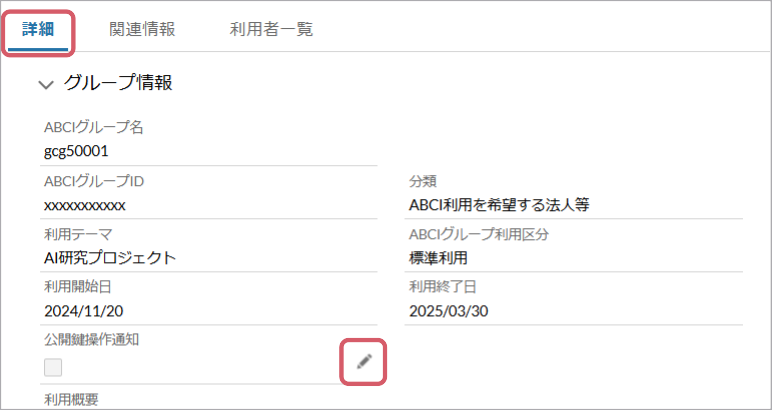 詳細 関連情報 利用者一覧
グループ情報
ABCIグループ名
gcg50001
ABCIグループID 分類
xxxxxxxxxxx ABCI利用を希望する法人等
利用テーマ ABCIグループ利用区分
AI研究プロジェクト 標準利用
利用開始日 利用終了日
2024/11/20 2025/03/30
公開鍵操作通知
利用概要